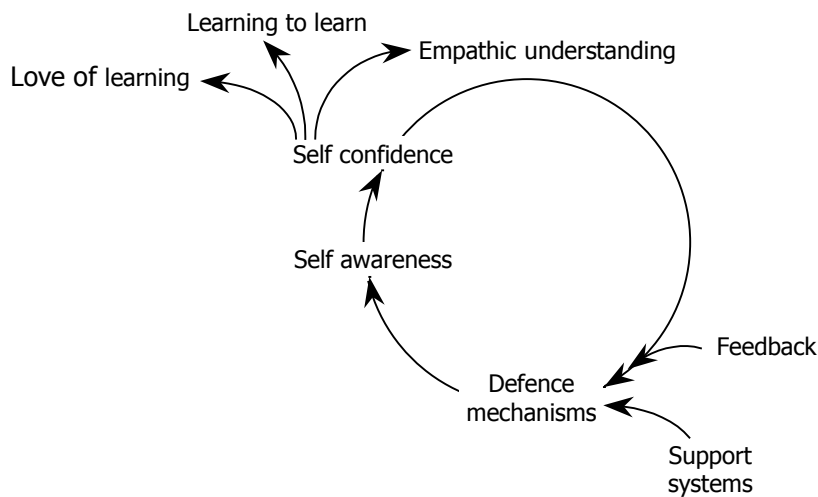 Learning to learn
Empathic understanding
Love of learning
Self confidence
Self awareness
Feedback
Defence
mechanisms
Support
systems